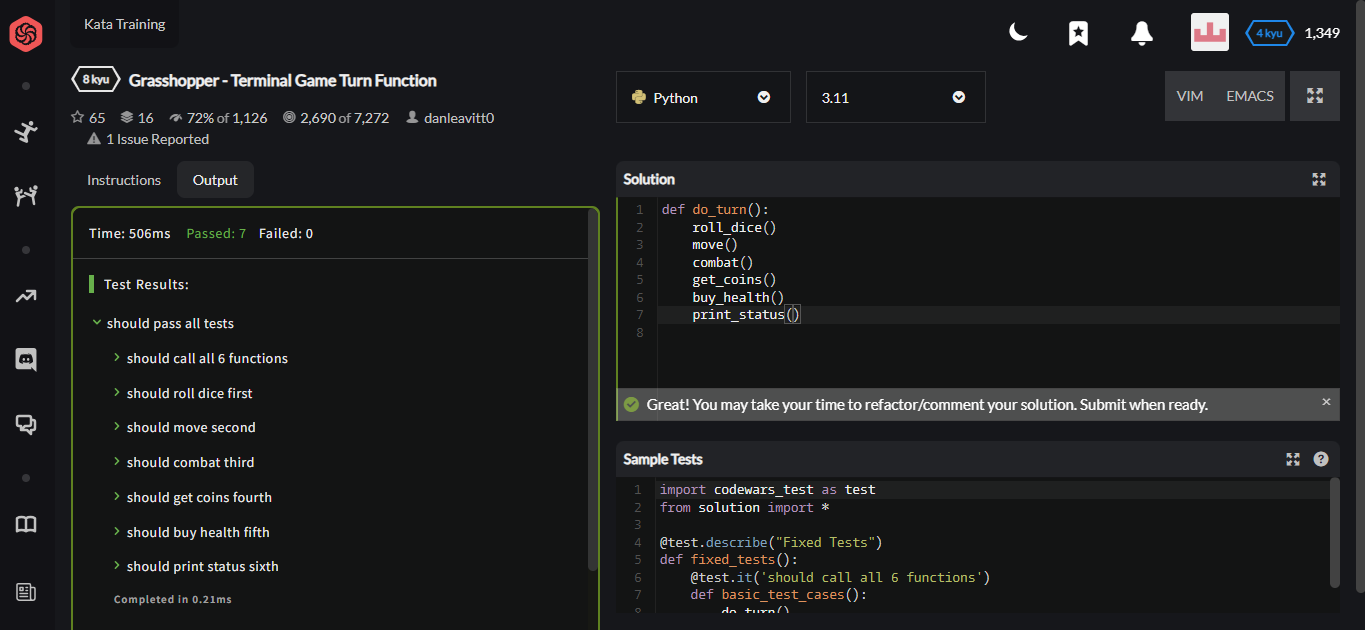 Kata Training
4 kyu 1,349
8 kyu Grasshopper - Terminal Game Turn Function
65 16 72% of 1,126 2,690 of 7,272 danleavitt0
1 Issue Reported
Instructions Output
Time: 506ms Passed: 7 Failed: 0
Test Results:
should pass all tests
should call all 6 functions
should roll dice first
should move second
should combat third
should get coins fourth
should buy health fifth
should print status sixth
Completed in 0.21ms
Python 3.11 VIM EMACS
Solution
1 def do_turn():
2 roll_dice()
3 move()
4 combat()
5 get_coins()
6 buy_health()
7 print_status()
8
Great! You may take your time to refactor/comment your solution. Submit when ready.
Sample Tests
1 import codewars_test as test
2 from solution import *
3
4 @test.describe("Fixed Tests")
5 def fixed_tests():
6 @test.it('should call all 6 functions')
7 def basic_test_cases():
8 do_turn()